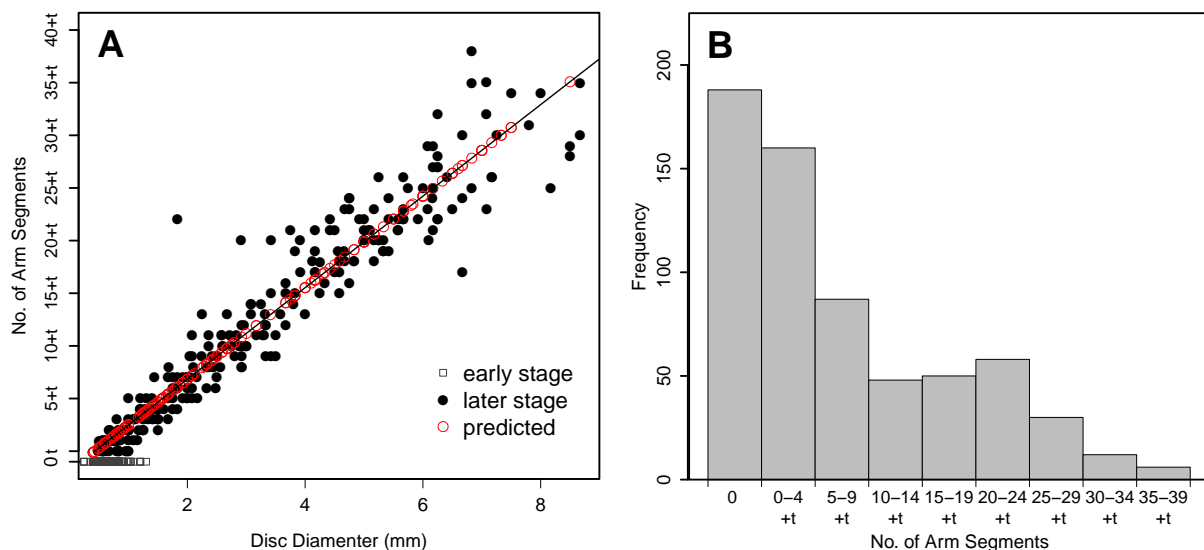 A
No. of Arm Segments
40+t
35+t
30+t
25+t
20+t
15+t
10+t
5+t
0+t
0
early stage
later stage
predicted
2 4 6 8
Disc Diamenter (mm)
B
Frequency
200
150
100
50
0
0 0–4 5–9 10–14 15–19 20–24 25–29 30–34 35–39
+t +t +t +t +t +t +t +t
No. of Arm Segments